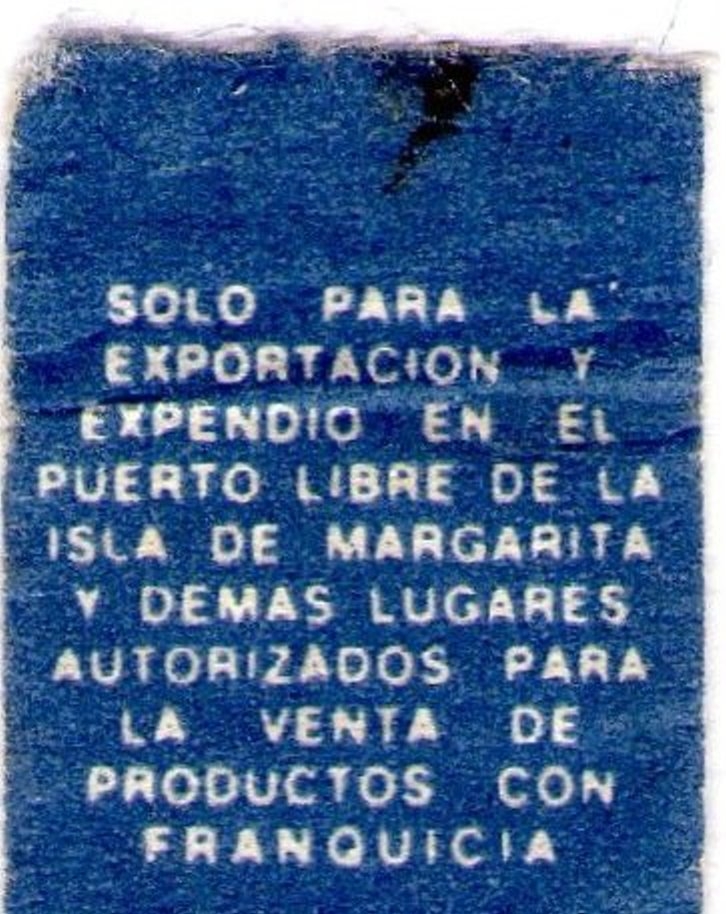 SOLO PARA LA
EXPORTACION Y
EXPENDIO EN EL
PUERTO LIBRE DE LA
ISLA DE MARGARITA
Y DEMAS LUGARES
AUTORIZADOS PARA
LA VENTA DE
PRODUCTOS CON
FRANQUICIA